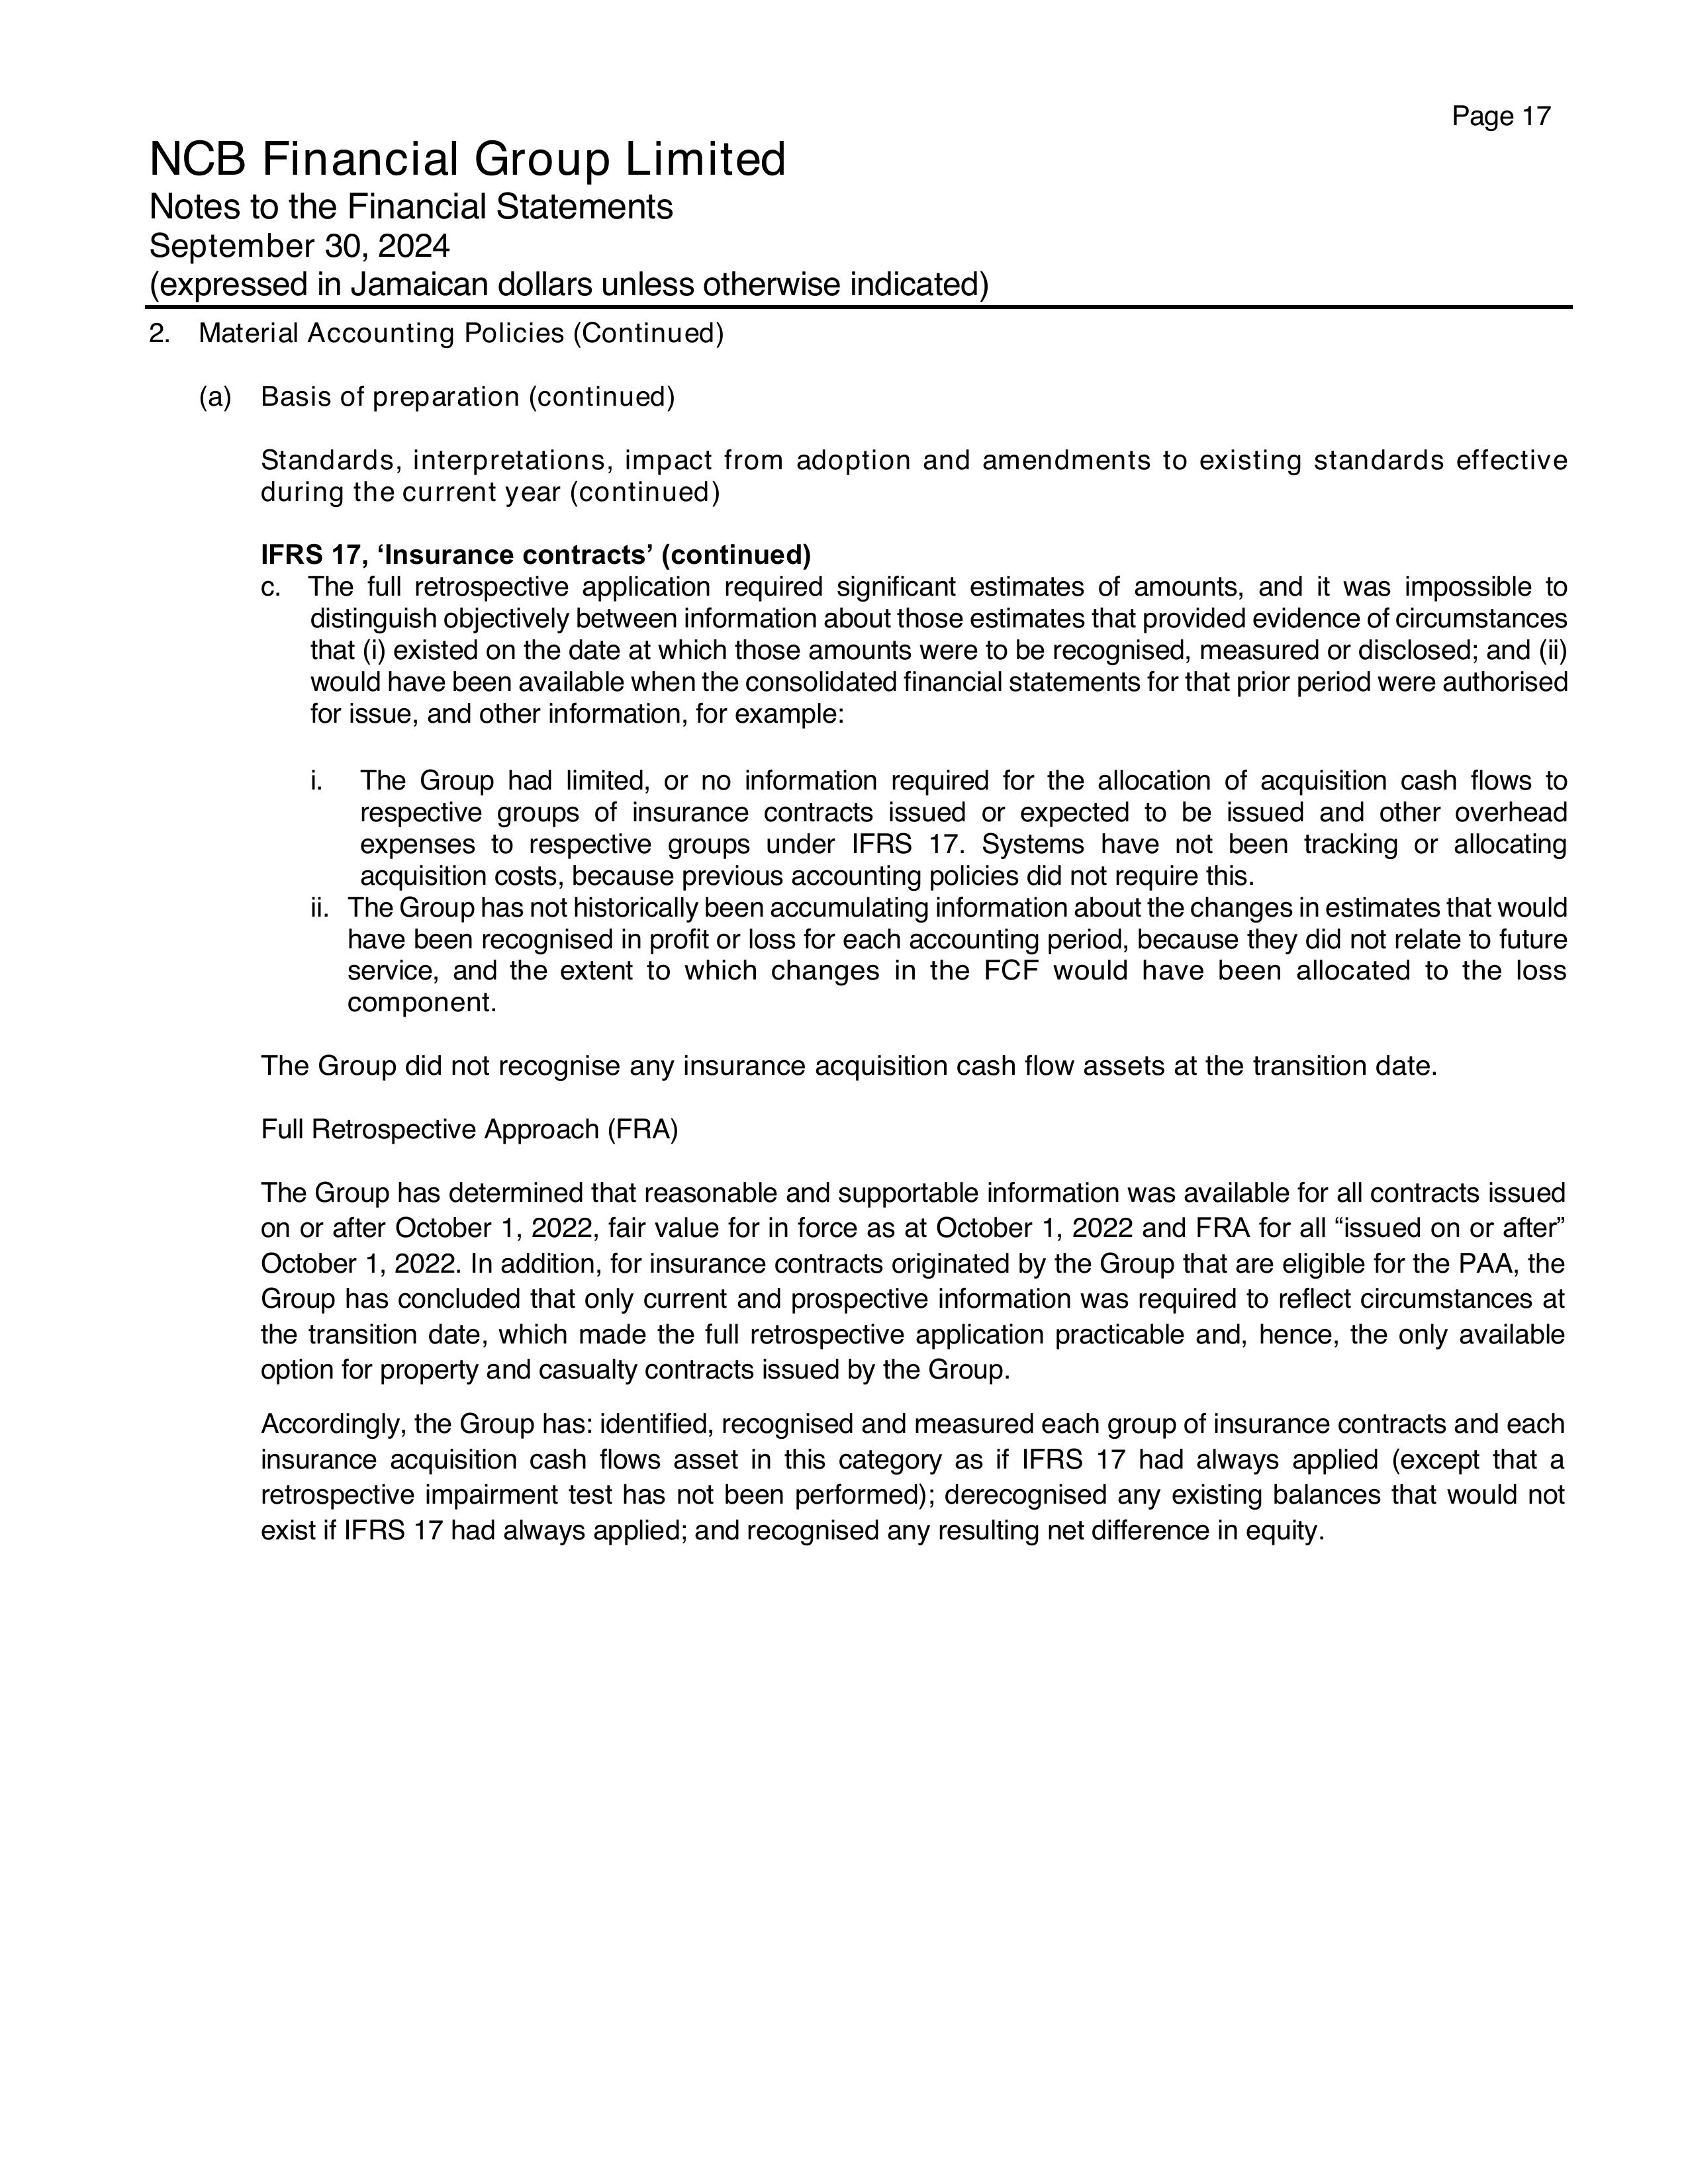 Page 17
NCB Financial Group Limited
Notes to the Financial Statements
September 30, 2024
(expressed in Jamaican dollars unless otherwise indicated)
2. Material Accounting Policies (Continued)
(a) Basis of preparation (continued)
Standards, interpretations, impact from adoption and amendments to existing standards effective
during the current year (continued)
IFRS 17, ‘Insurance contracts’ (continued)
c. The full retrospective application required significant estimates of amounts, and it was impossible to
distinguish objectively between information about those estimates that provided evidence of circumstances
that (i) existed on the date at which those amounts were to be recognised, measured or disclosed; and (ii)
would have been available when the consolidated financial statements for that prior period were authorised
for issue, and other information, for example:
i. The Group had limited, or no information required for the allocation of acquisition cash flows to
respective groups of insurance contracts issued or expected to be issued and other overhead
expenses to respective groups under IFRS 17. Systems have not been tracking or allocating
acquisition costs, because previous accounting policies did not require this.
ii. The Group has not historically been accumulating information about the changes in estimates that would
have been recognised in profit or loss for each accounting period, because they did not relate to future
service, and the extent to which changes in the FCF would have been allocated to the loss
component.
The Group did not recognise any insurance acquisition cash flow assets at the transition date.
Full Retrospective Approach (FRA)
The Group has determined that reasonable and supportable information was available for all contracts issued
on or after October 1, 2022, fair value for in force as at October 1, 2022 and FRA for all “issued on or after”
October 1, 2022. In addition, for insurance contracts originated by the Group that are eligible for the PAA, the
Group has concluded that only current and prospective information was required to reflect circumstances at
the transition date, which made the full retrospective application practicable and, hence, the only available
option for property and casualty contracts issued by the Group.
Accordingly, the Group has: identified, recognised and measured each group of insurance contracts and each
insurance acquisition cash flows asset in this category as if IFRS 17 had always applied (except that a
retrospective impairment test has not been performed); derecognised any existing balances that would not
exist if IFRS 17 had always applied; and recognised any resulting net difference in equity.